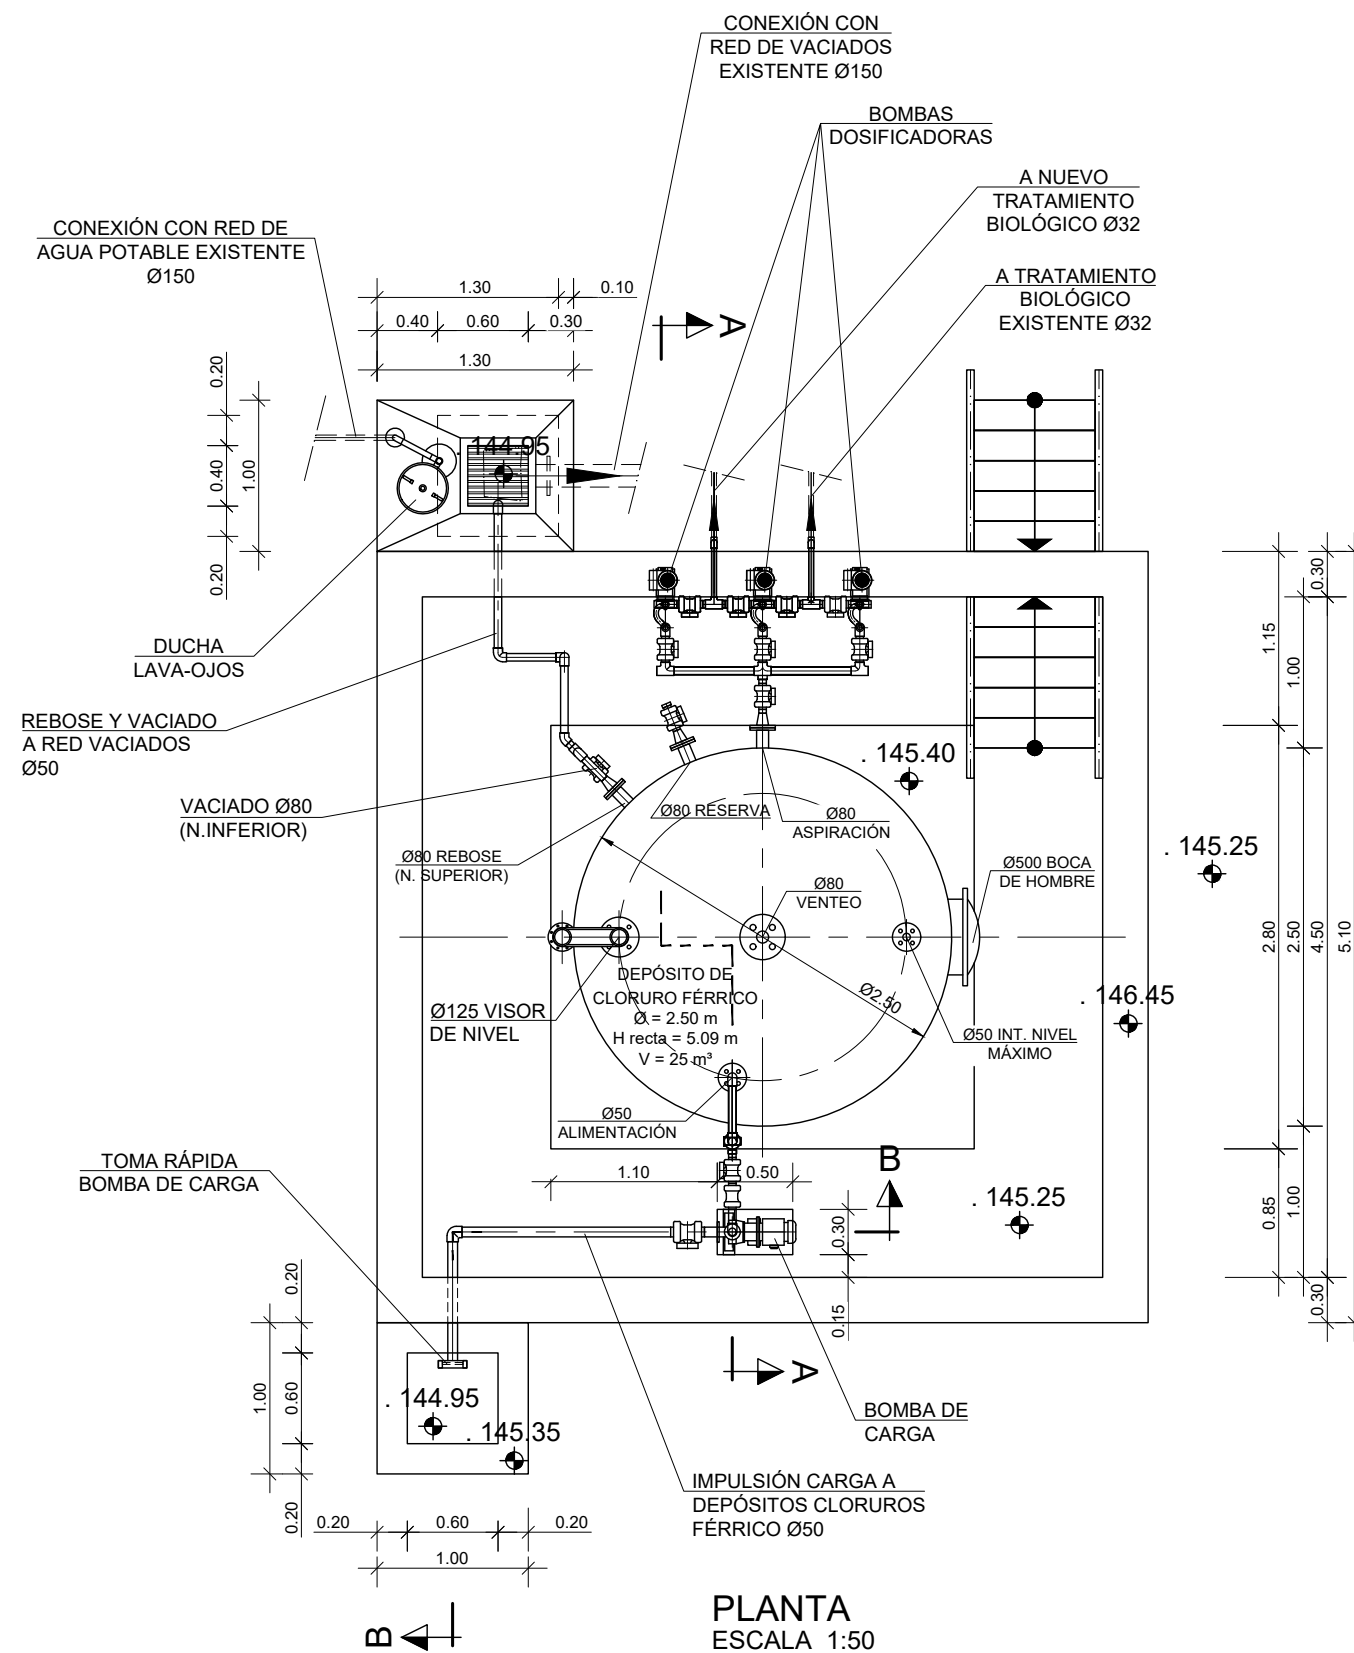 CONEXIÓN CON
RED DE VACIADOS
EXISTENTE Ø150
BOMBAS
DOSIFICADORAS
A NUEVO
TRATAMIENTO
BIOLÓGICO Ø32
CONEXIÓN CON RED DE
AGUA POTABLE EXISTENTE
Ø150
A TRATAMIENTO
BIOLÓGICO
EXISTENTE Ø32
1.30
0.10
0.40
0.60
0.30
A
1.30
0.20
0.40
0.20
1.00
144.95
DUCHA
LAVA-OJOS
REBOSE Y VACIADO
A RED VACIADOS
Ø50
VACIADO Ø80
(N.INFERIOR)
Ø80 REBOSE
(N. SUPERIOR)
Ø80 RESERVA
Ø80
ASPIRACIÓN
. 145.40
. 145.25
Ø80
VENTEO
Ø500 BOCA
DE HOMBRE
DEPÓSITO DE
CLORURO FÉRRICO
Ø = 2.50 m
H recta = 5.09 m
V = 25 m³
Ø2.50
Ø125 VISOR
DE NIVEL
. 146.45
Ø50 INT. NIVEL
MÁXIMO
Ø50
ALIMENTACIÓN
1.15
2.80
0.85
1.00
2.50
1.00
0.30
4.50
0.30
5.10
TOMA RÁPIDA
BOMBA DE CARGA
1.10
0.50
B
. 145.25
0.30
0.15
A
0.20
0.60
0.20
1.00
. 144.95
. 145.35
BOMBA DE
CARGA
IMPULSIÓN CARGA A
DEPÓSITOS CLORUROS
FÉRRICO Ø50
0.20
0.60
0.20
1.00
B
PLANTA
ESCALA 1:50